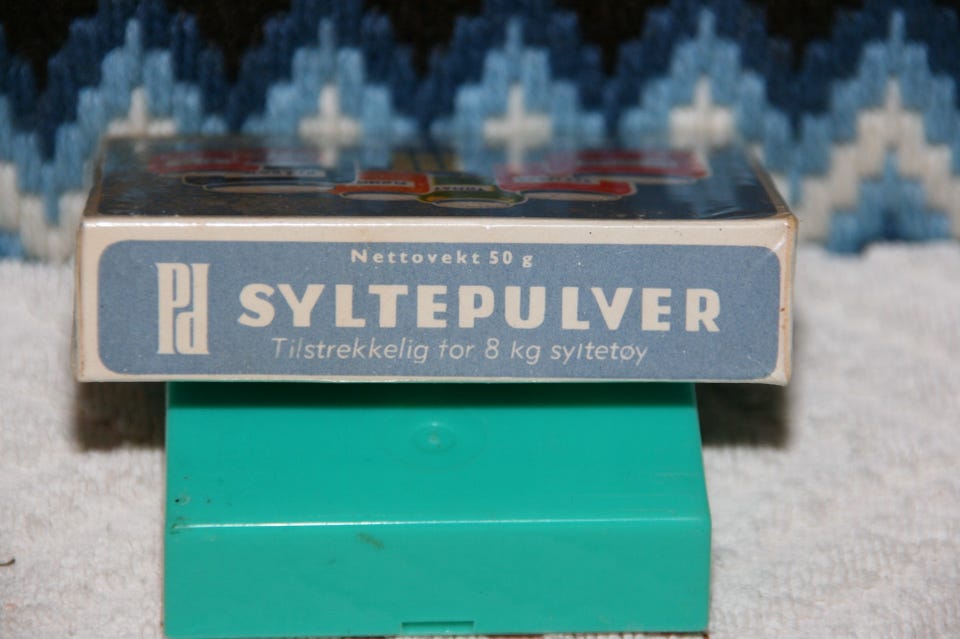 Nettovekt 50 g
Pd SYLTEPULVER
Tilstrekkelig for 8 kg syltetøy